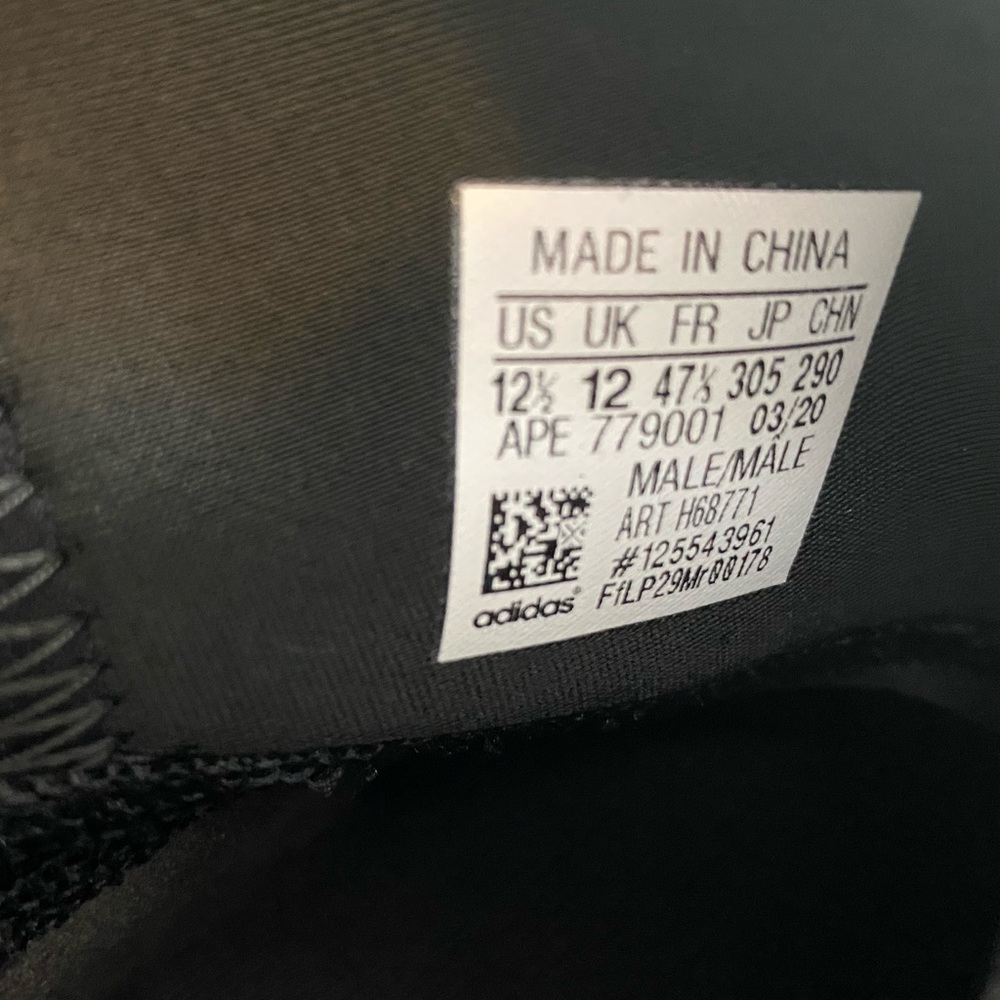 MADE IN CHINA
US UK FR JP CHN
12½ 12 47⅓ 305 290
APE 779001 03/20
MALE/MÂLE
ART H68771
#125543961
FfLP29Mr00178
adidas®